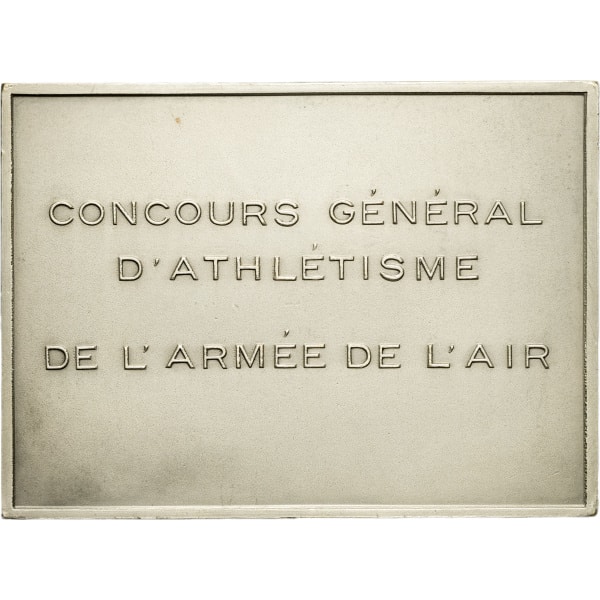 CONCOURS GÉNÉRAL
D'ATHLÉTISME
DE L'ARMÉE DE L'AIR